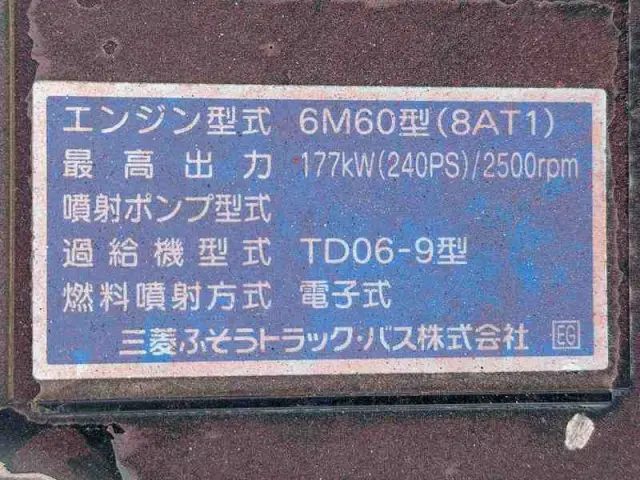 エンジン型式 6M60型(8AT1)
最高出力 177kW(240PS)/2500rpm
噴射ポンプ型式
過給機型式 TD06-9型
燃料噴射方式 電子式
三菱ふそうトラック・バス株式会社 EG